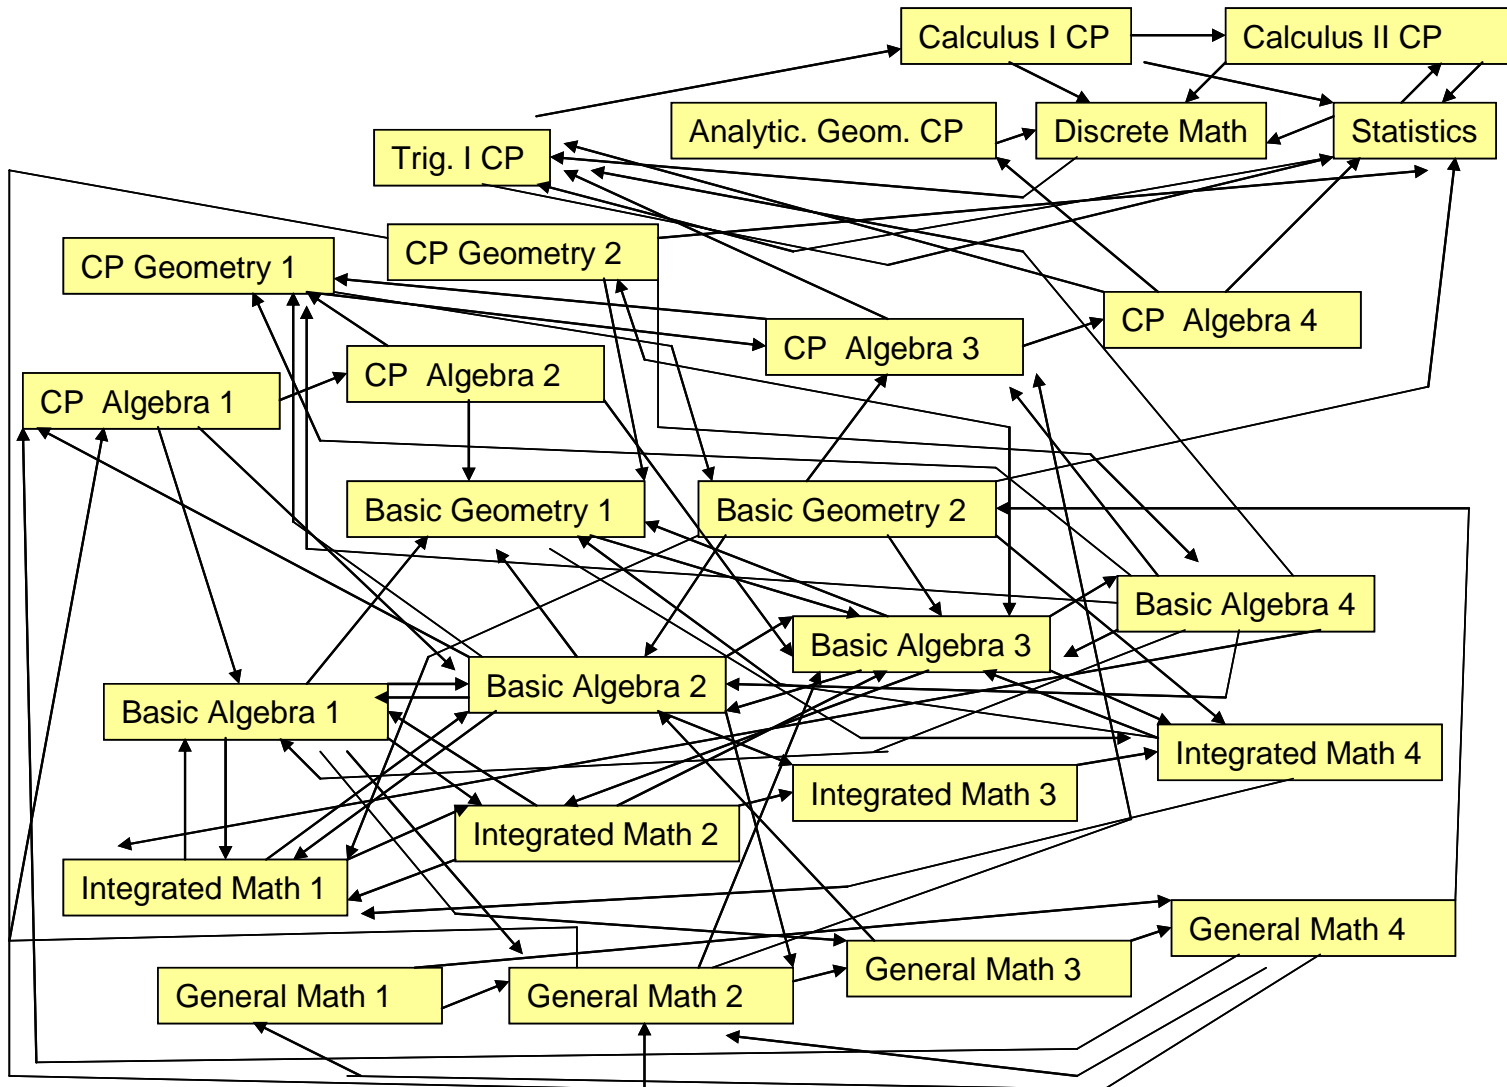 Calculus I CP
Calculus II CP
Analytic. Geom. CP
Discrete Math
Statistics
Trig. I CP
CP Geometry 1
CP Geometry 2
CP  Algebra 4
CP  Algebra 3
CP  Algebra 2
CP  Algebra 1
Basic Geometry 1
Basic Geometry 2
Basic Algebra 4
Basic Algebra 3
Basic Algebra 2
Basic Algebra 1
Integrated Math 4
Integrated Math 3
Integrated Math 2
Integrated Math 1
General Math 4
General Math 3
General Math 2
General Math 1